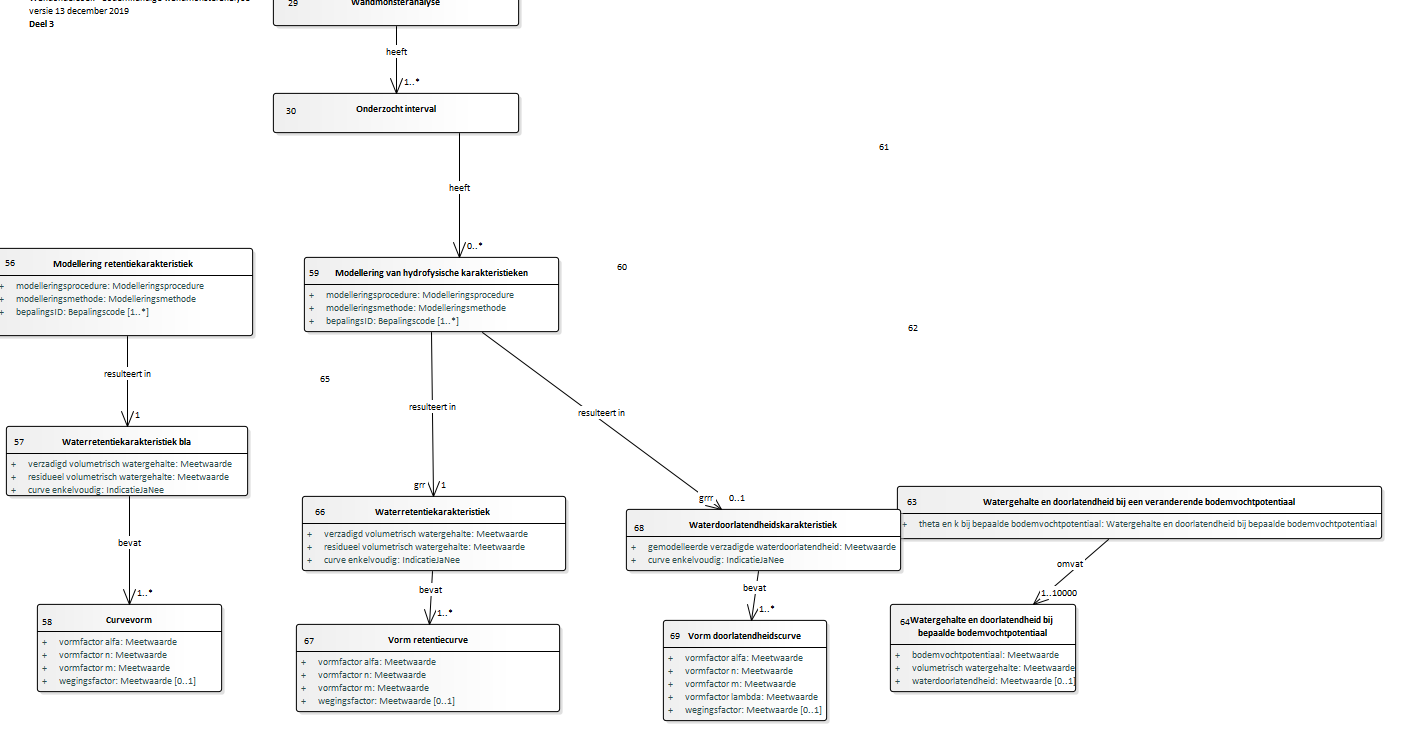 versie 13 december 2019
Deel 3
29
Wandmonsteranalyse
heeft
1..*
30
Onderzocht interval
61
heeft
0..*
56
Modellering retentiekarakteristiek
+ modelleringsprocedure: Modelleringsprocedure
+ modelleringsmethode: Modelleringsmethode
+ bepalingsID: Bepalingscode [1..*]
59
Modellering van hydrofysische karakteristieken
+ modelleringsprocedure: Modelleringsprocedure
+ modelleringsmethode: Modelleringsmethode
+ bepalingsID: Bepalingscode [1..*]
60
62
resulteert in
1
65
resulteert in
grr
1
resulteert in
grrr
0..1
57
Waterretentiekarakteristiek bla
+ verzadigd volumetrisch watergehalte: Meetwaarde
+ residueel volumetrisch watergehalte: Meetwaarde
+ curve enkelvoudig: IndicatieJaNee
66
Waterretentiekarakteristiek
+ verzadigd volumetrisch watergehalte: Meetwaarde
+ residueel volumetrisch watergehalte: Meetwaarde
+ curve enkelvoudig: IndicatieJaNee
68
Waterdoorlatendheidskarakteristiek
+ gemodelleerde verzadigde waterdoorlatendheid: Meetwaarde
+ curve enkelvoudig: IndicatieJaNee
63
Watergehalte en doorlatendheid bij een veranderende bodemvochtpotentiaal
+ theta en k bij bepaalde bodemvochtpotentiaal: Watergehalte en doorlatendheid bij bepaalde bodemvochtpotentiaal
bevat
1..*
bevat
1..*
bevat
1..*
omvat
1..10000
58
Curvevorm
+ vormfactor alfa: Meetwaarde
+ vormfactor n: Meetwaarde
+ vormfactor m: Meetwaarde
+ wegingsfactor: Meetwaarde [0..1]
67
Vorm retentiecurve
+ vormfactor alfa: Meetwaarde
+ vormfactor n: Meetwaarde
+ vormfactor m: Meetwaarde
+ wegingsfactor: Meetwaarde [0..1]
69
Vorm doorlatendheidscurve
+ vormfactor alfa: Meetwaarde
+ vormfactor n: Meetwaarde
+ vormfactor m: Meetwaarde
+ vormfactor lambda: Meetwaarde
+ wegingsfactor: Meetwaarde [0..1]
64
Watergehalte en doorlatendheid bij
bepaalde bodemvochtpotentiaal
+ bodemvochtpotentiaal: Meetwaarde
+ volumetrisch watergehalte: Meetwaarde
+ waterdoorlatendheid: Meetwaarde [0..1]